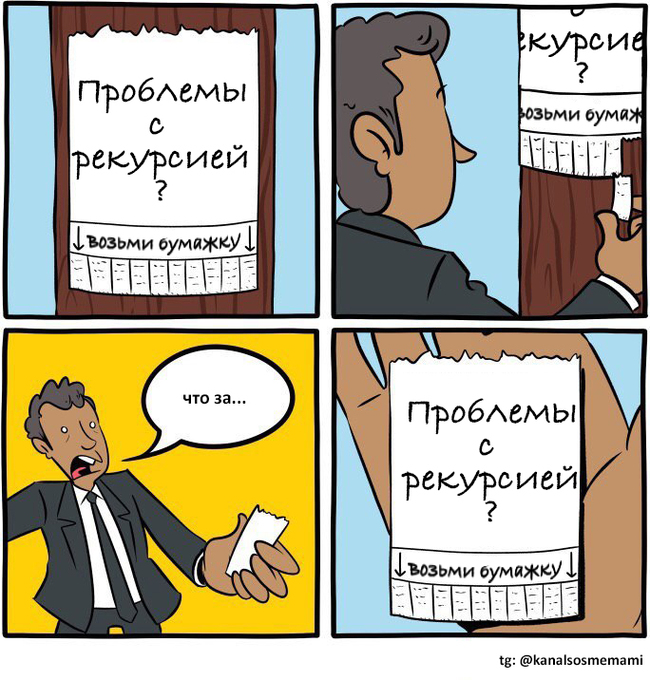 Проблемы
с
рекурсией
?
↓возьми бумажку↓
екурсие
?
возьми бумаж
что за...
Проблемы
с
рекурсией
?
↓возьми бумажку↓
tg: @kanalsosmemami